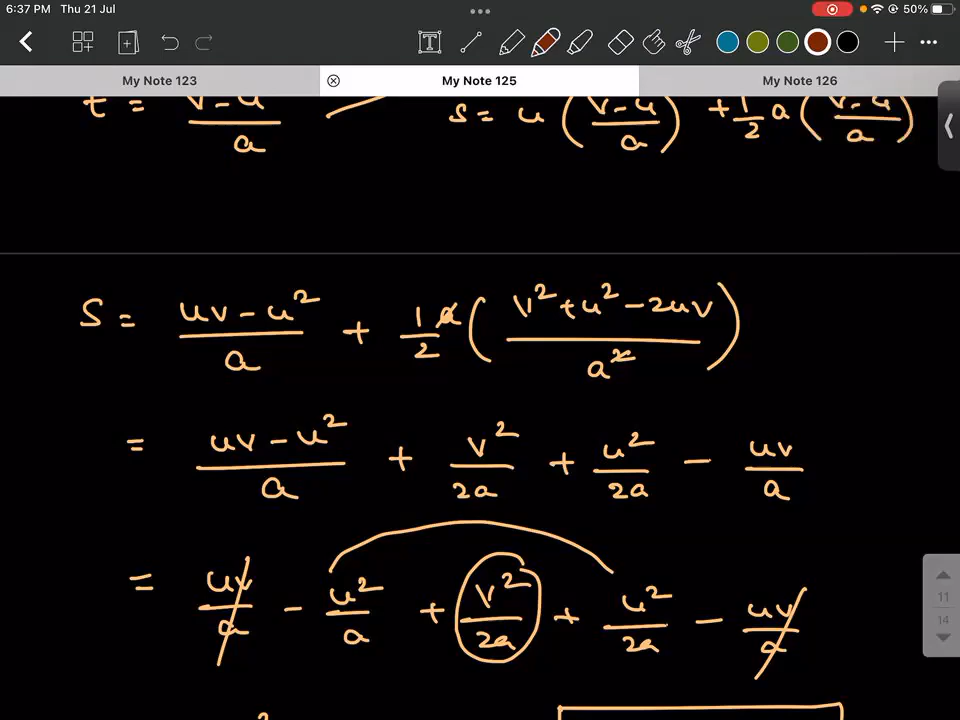 6:37 PM Thu 21 Jul 50%
T
My Note 123 My Note 125 My Note 126
t = v-u/a s = u (v-u/a) + 1/2 a (v-u/a)
S = uv - u²/a + 1/2 a (v² + u² - 2uv/a²)
= uv - u²/a + v²/2a + u²/2a - uv/a
= uv/a - u²/a + v²/2a + u²/2a - uv/a
11
14